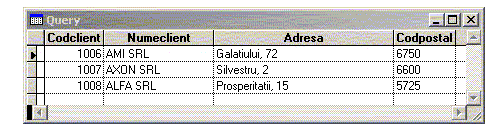 Query
Codclient Numeclient Adresa Codpostal
1006 AMI SRL Galatiului, 72 6750
1007 AXON SRL Silvestru, 2 6600
1008 ALFA SRL Prosperitatii, 15 5725